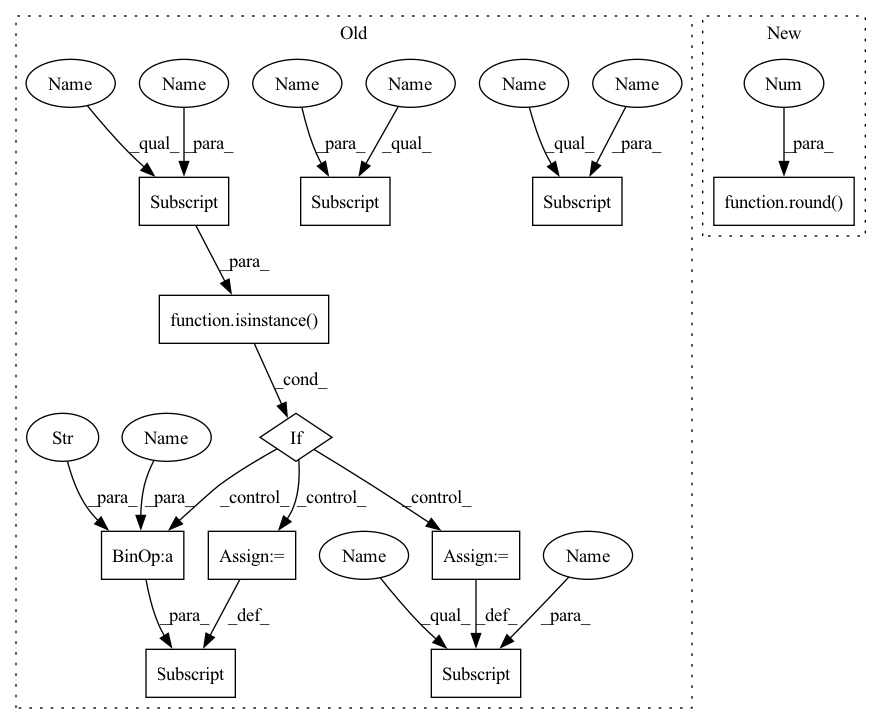 Old
New
Name
Name
Name
Name
Name
Name
Num
_qual_
_para_
_para_
_qual_
_qual_
_para_
_para_
Subscript
Subscript
Subscript
function.round()
_para_
function.isinstance()
_cond_
Str
Name
If
_para_
_para_
_control_
_control_
_control_
BinOp:a
Assign:=
Name
Assign:=
Name
_para_
_def_
_qual_
_def_
_para_
Subscript
Subscript